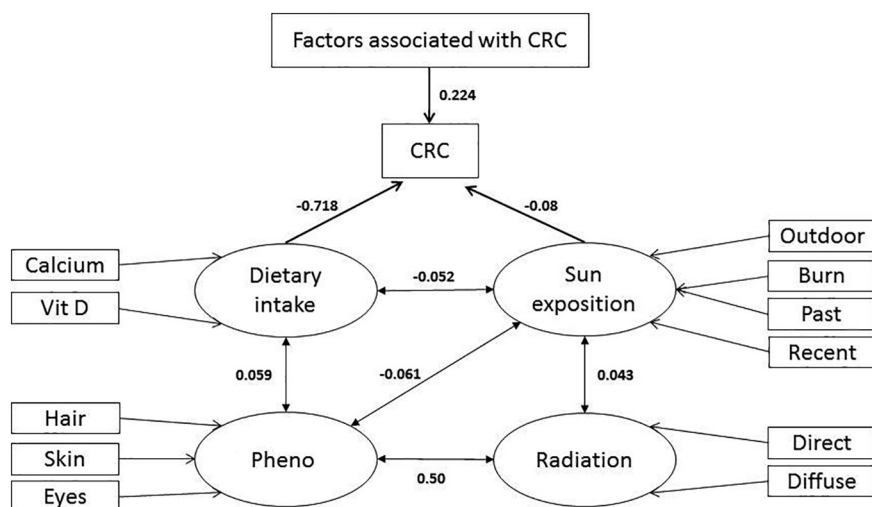 Factors associated with CRC
0.224
CRC
-0.718
-0.08
Calcium
Vit D
Dietary
intake
-0.052
Sun
exposition
Outdoor
Burn
Past
Recent
0.059
-0.061
0.043
Hair
Skin
Eyes
Pheno
0.50
Radiation
Direct
Diffuse